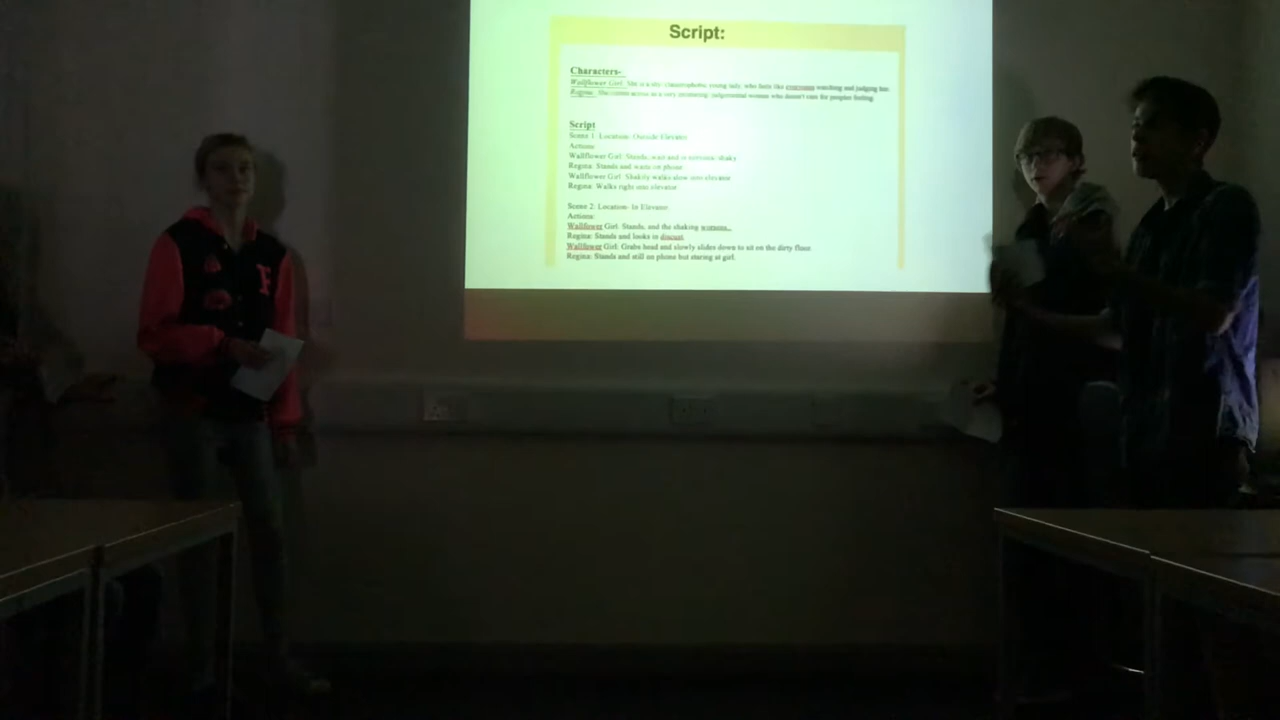 Script:
Characters-
Wallflower Girl: She is a shy claustrophobic young lady, who feels like everyone watching and judging her.
Regina: She comes across as a very judgmental woman who doesn't care for peoples feeling.
Script
Scene 1: Location: Outside Elevator
Actions:
Wallflower Girl: Stands, wait and is nervous, shaky
Regina: Stands and waits on phone
Wallflower Girl: Shakily walks slow into elevator
Regina: Walks right into elevator
Scene 2: Location- In Elevator
Actions:
Wallflower Girl: Stands, and the shaking worsens..
Regina: Stands and looks in discust.
Wallflower Girl: Grabs head and slowly slides down to sit on the dirty floor.
Regina: Stands and still on phone but staring at girl.
F